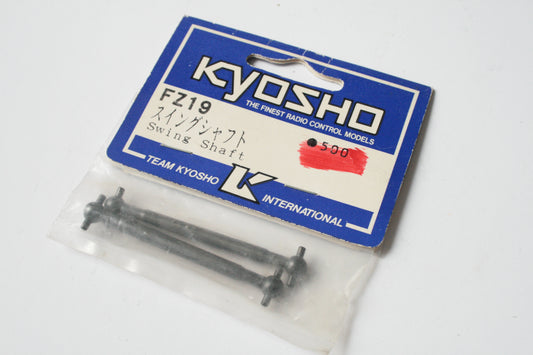 KYOSHO
THE FINEST RADIO CONTROL MODELS
FZ19
スイングシャフト
Swing Shaft
●500
TEAM KYOSHO
K
INTERNATIONAL